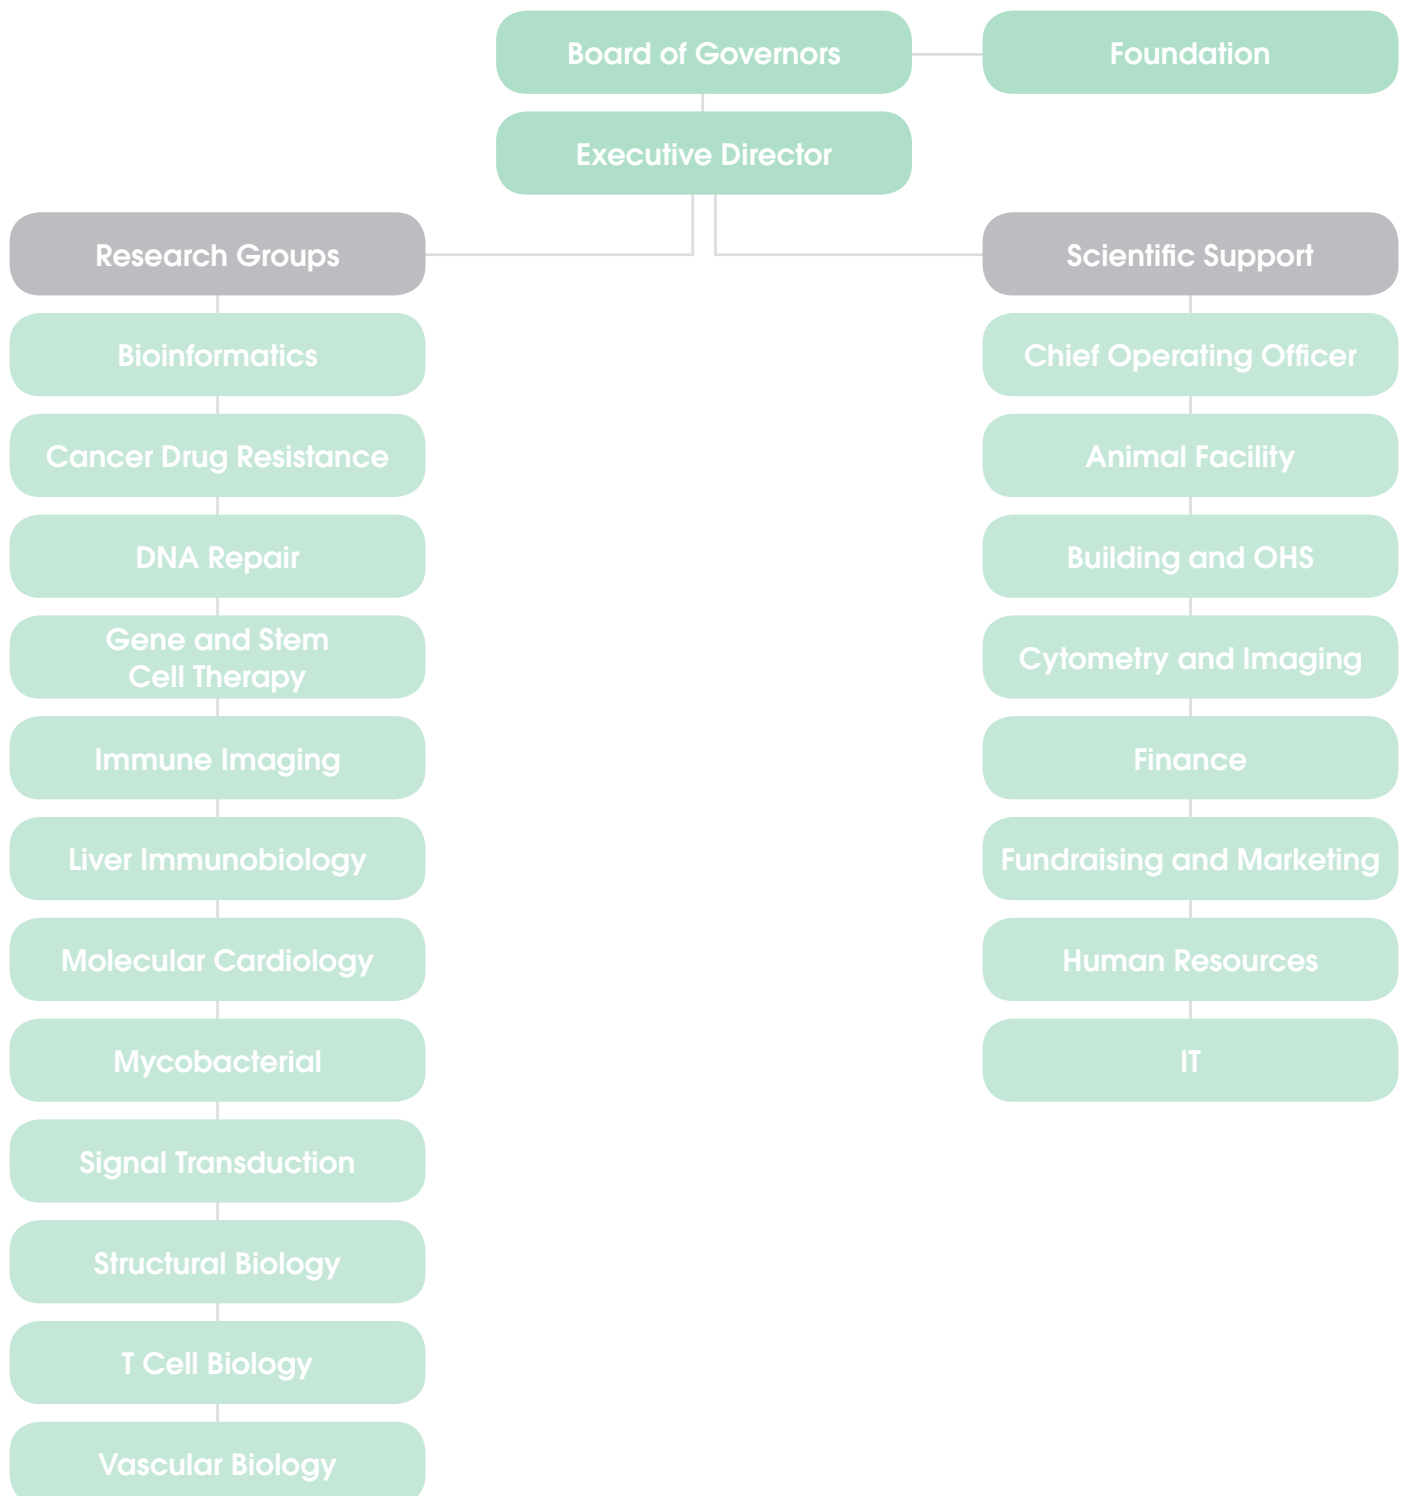 Board of Governors
Foundation
Executive Director
Research Groups
Scientific Support
Bioinformatics
Chief Operating Officer
Cancer Drug Resistance
Animal Facility
DNA Repair
Building and OHS
Gene and Stem
Cell Therapy
Cytometry and Imaging
Immune Imaging
Finance
Liver Immunobiology
Fundraising and Marketing
Molecular Cardiology
Human Resources
Mycobacterial
IT
Signal Transduction
Structural Biology
T Cell Biology
Vascular Biology